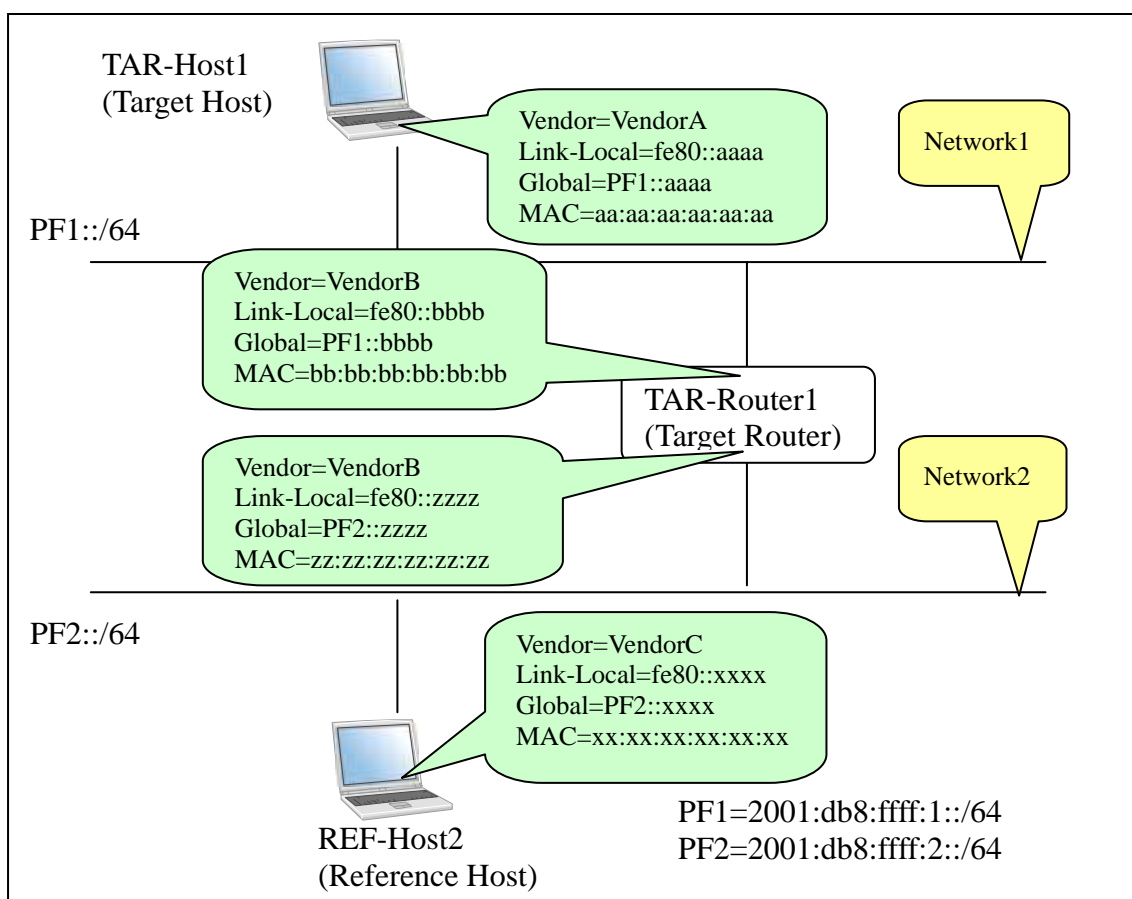 TAR-Host1
(Target Host)
Vendor=VendorA
Link-Local=fe80::aaaa
Global=PF1::aaaa
MAC=aa:aa:aa:aa:aa:aa
Network1
PF1::/64
Vendor=VendorB
Link-Local=fe80::bbbb
Global=PF1::bbbb
MAC=bb:bb:bb:bb:bb:bb
TAR-Router1
(Target Router)
Vendor=VendorB
Link-Local=fe80::zzzz
Global=PF2::zzzz
MAC=zz:zz:zz:zz:zz:zz
Network2
PF2::/64
Vendor=VendorC
Link-Local=fe80::xxxx
Global=PF2::xxxx
MAC=xx:xx:xx:xx:xx:xx
REF-Host2
(Reference Host)
PF1=2001:db8:ffff:1::/64
PF2=2001:db8:ffff:2::/64